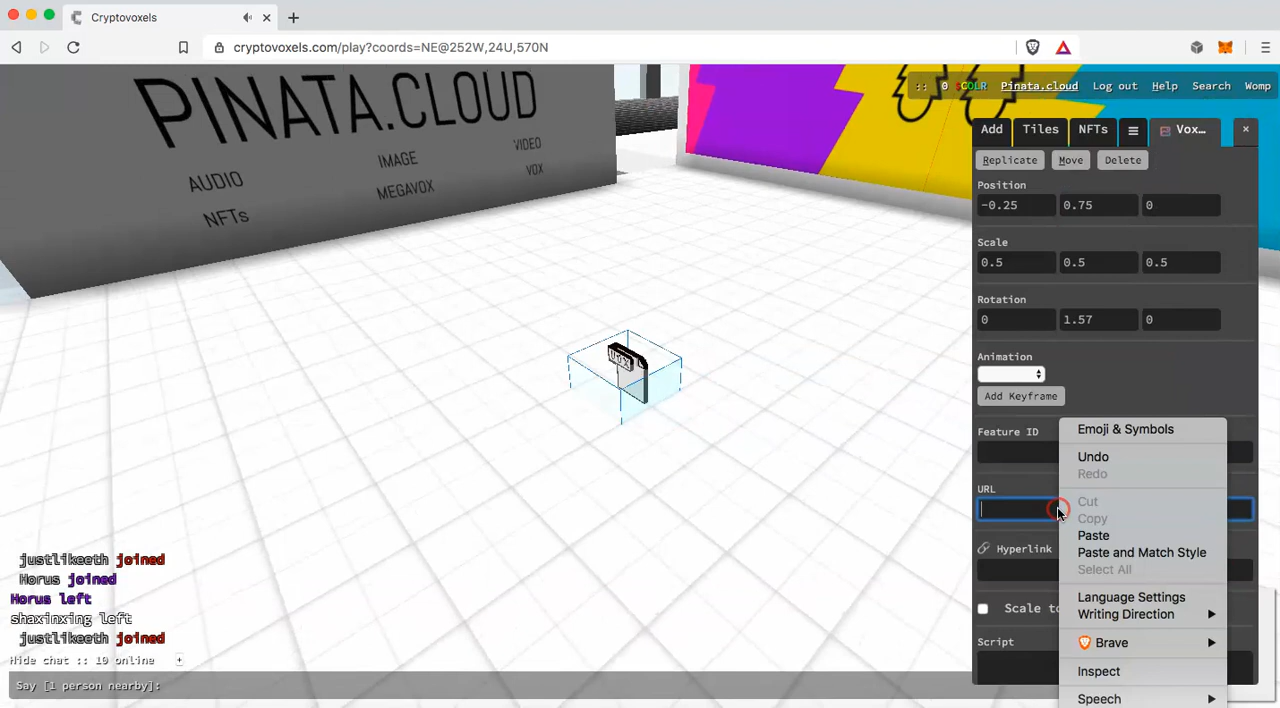 Cryptovoxels
cryptovoxels.com/play?coords=NE@252W,24U,570N
:: 0 $COLR Pinata.cloud Log out Help Search Womp
PINATA.CLOUD
AUDIO IMAGE VIDEO
NFTs MEGAVOX VOX
Add Tiles NFTs Vox...
Replicate Move Delete
Position
-0.25 0.75 0
Scale
0.5 0.5 0.5
Rotation
0 1.57 0
Animation
Add Keyframe
Feature ID
URL
Hyperlink
Scale to
Script
Emoji & Symbols
Undo
Redo
Cut
Copy
Paste
Paste and Match Style
Select All
Language Settings
Writing Direction
Brave
Inspect
Speech
VOX
justlikeeth joined
Horus joined
Horus left
shaxinxing left
justlikeeth joined
Hide chat :: 19 online +
Say [1 person nearby]: